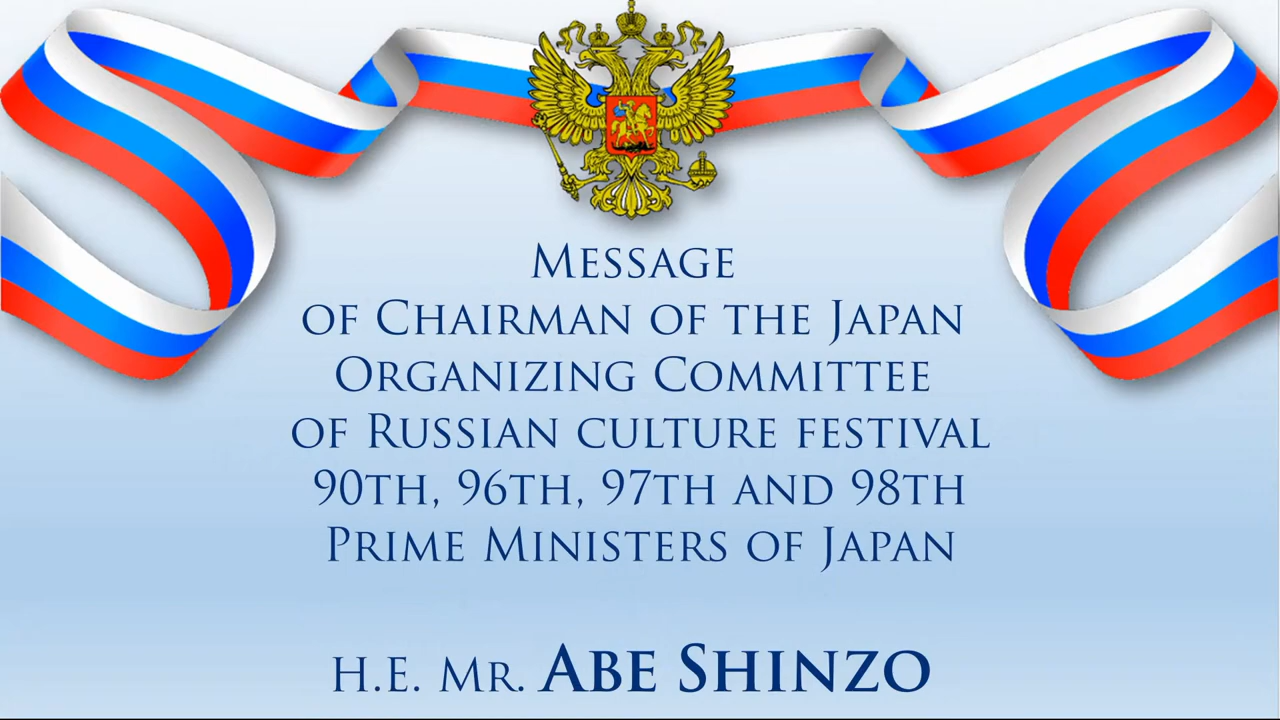 Message
of Chairman of the Japan
Organizing Committee
of Russian culture festival
90th, 96th, 97th and 98th
Prime Ministers of Japan
H.E. Mr. Abe Shinzo